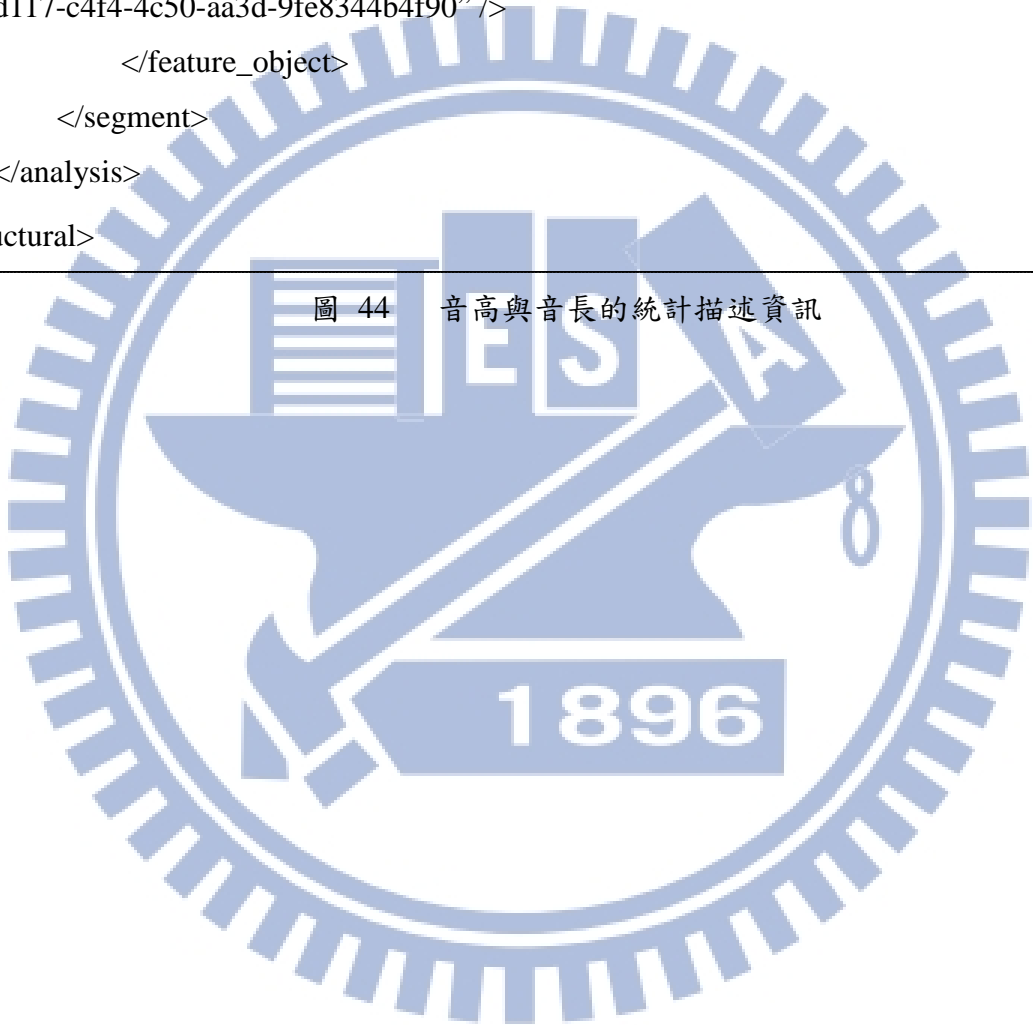 d117-c4f4-4c50-aa3d-9fe8344b4f90" />
</feature_object>
</segment>
</analysis>
uctural>
圖 44 音高與音長的統計描述資訊
E S A
8
1896